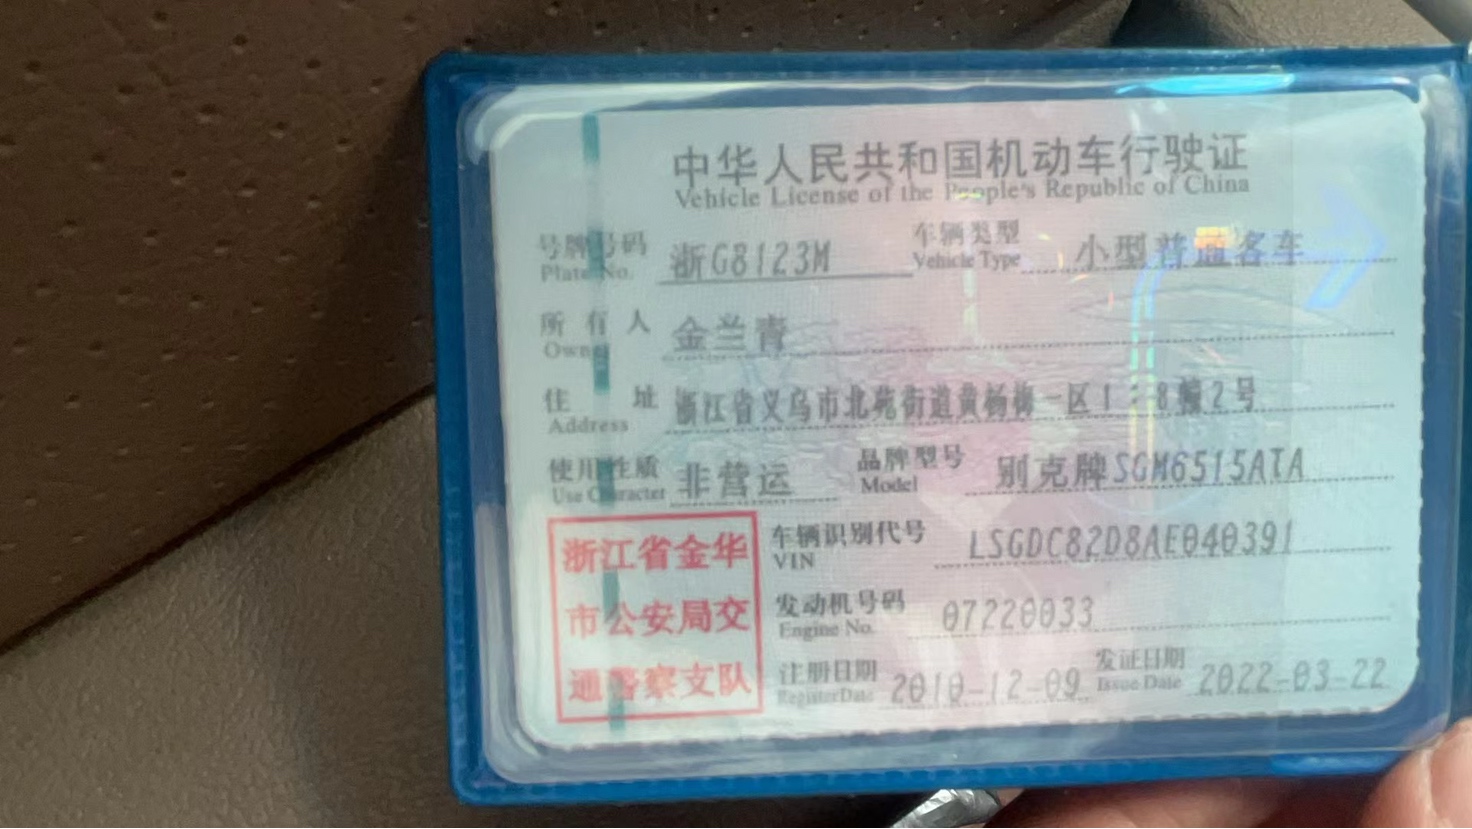 中华人民共和国机动车行驶证
Vehicle License of the People's Republic of China
号牌号码 浙G8123M 车辆类型 小型普通客车
Plate No. Vehicle Type
所有人 金兰青
Owner
住址 浙江省义乌市北苑街道黄杨梅一区1 8幢2号
Address
使用性质 非营运 品牌型号 别克牌SGM6515ATA
Use Character Model
浙江省金华
市公安局交
通警察支队
车辆识别代号 LSGDC82D8AE040391
VIN
发动机号码 07220033
Engine No.
注册日期 2010-12-09 发证日期 2022-03-22
Register Date Issue Date